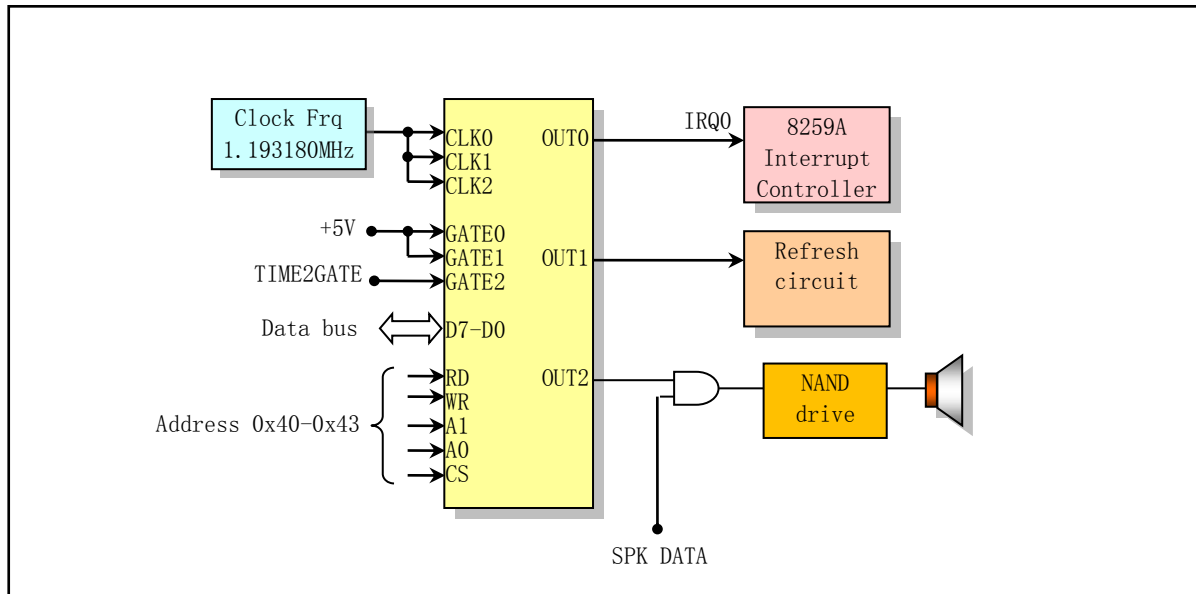 Clock Frq
1.193180MHz
CLK0
CLK1
CLK2
+5V
GATE0
GATE1
TIME2GATE
GATE2
Data bus
D7-D0
Address 0x40-0x43
RD
WR
A1
A0
CS
OUT0
IRQ0
8259A
Interrupt
Controller
OUT1
Refresh
circuit
OUT2
NAND
drive
SPK DATA